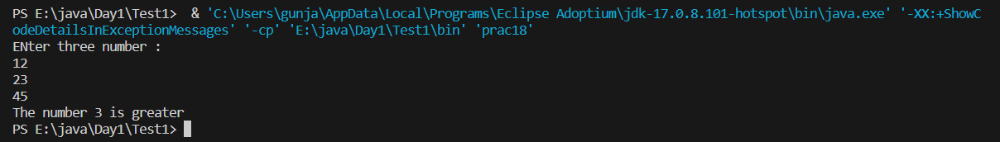 PS E:\java\Day1\Test1>  & 'C:\Users\gunja\AppData\Local\Programs\Eclipse Adoptium\jdk-17.0.8.101-hotspot\bin\java.exe' '-XX:+ShowC
odeDetailsInExceptionMessages' '-cp' 'E:\java\Day1\Test1\bin' 'prac18'
ENter three number :
12
23
45
The number 3 is greater
PS E:\java\Day1\Test1>